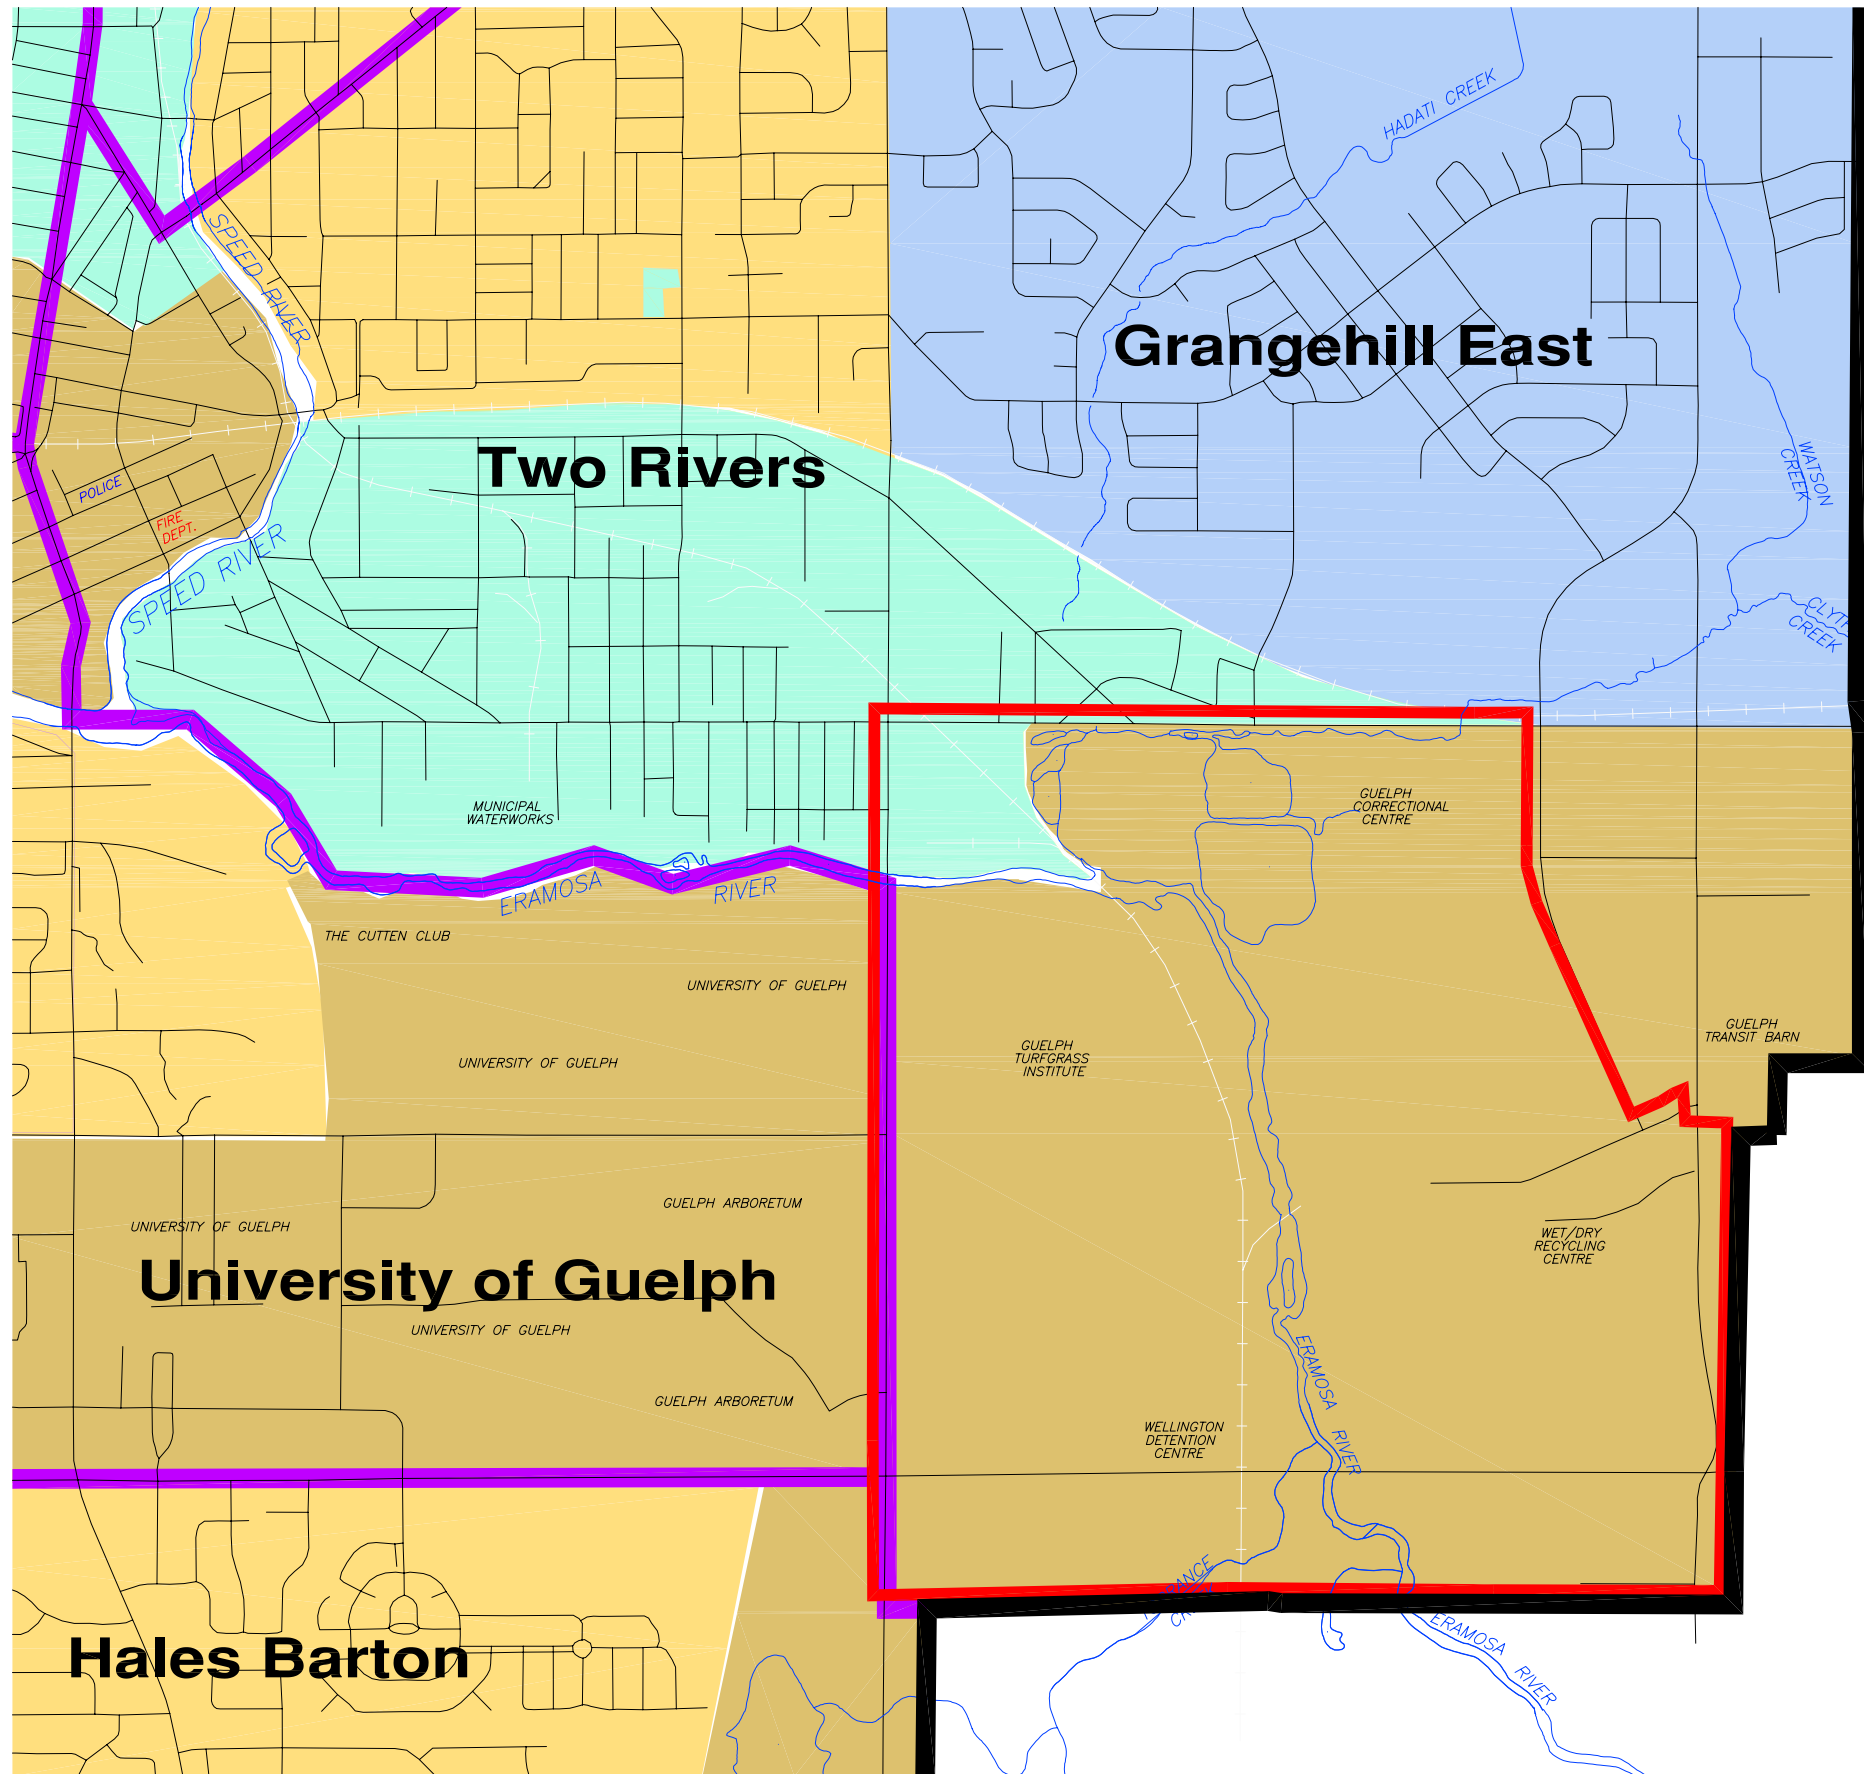 HADATI CREEK
SPEED RIVER
Grangehill East
Two Rivers
WATSON
CREEK
POLICE
FIRE
DEPT.
SPEED RIVER
CREEK
MUNICIPAL
WATERWORKS
GUELPH
CORRECTIONAL
CENTRE
ERAMOSA
RIVER
THE CUTTEN CLUB
UNIVERSITY OF GUELPH
GUELPH
TRANSIT BARN
GUELPH
TURFGRASS
INSTITUTE
UNIVERSITY OF GUELPH
GUELPH ARBORETUM
UNIVERSITY OF GUELPH
WET/DRY
RECYCLING
CENTRE
University of Guelph
UNIVERSITY OF GUELPH
ERAMOSA
RIVER
GUELPH ARBORETUM
WELLINGTON
DETENTION
CENTRE
Hales Barton
ERAMOSA
RIVER